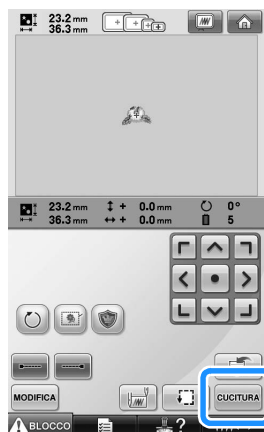 23.2 mm
36.3 mm
23.2 mm + 0.0 mm 0°
36.3 mm + 0.0 mm 5
MODIFICA
CUCITURA
BLOCCO
?